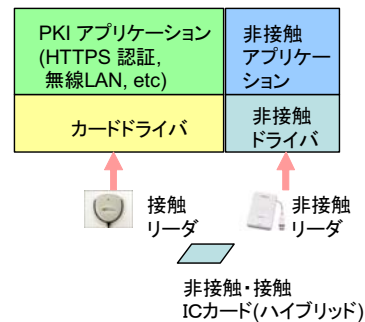 PKI アプリケーション
(HTTPS 認証,
無線LAN, etc)
非接触
アプリケー
ション
カードドライバ
非接触
ドライバ
接触
リーダ
非接触
リーダ
非接触・接触
ICカード(ハイブリッド)